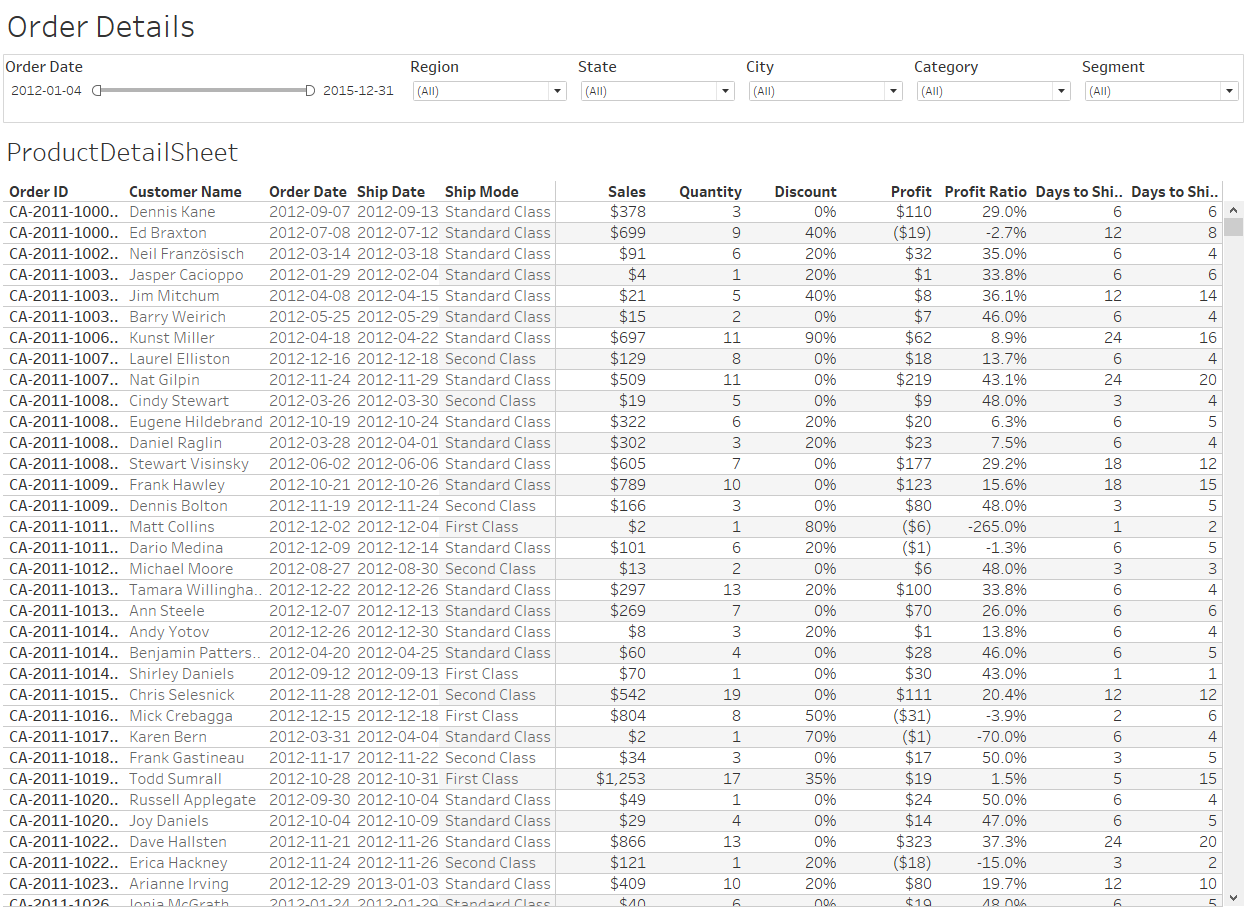 Order Details
Order Date Region State City Category Segment
2012-01-04 2015-12-31 (All) (All) (All) (All) (All)
ProductDetailSheet
Order ID Customer Name Order Date Ship Date Ship Mode Sales Quantity Discount Profit Profit Ratio Days to Shi.. Days to Shi..
CA-2011-1000.. Dennis Kane 2012-09-07 2012-09-13 Standard Class $378 3 0% $110 29.0% 6 6
CA-2011-1000.. Ed Braxton 2012-07-08 2012-07-12 Standard Class $699 9 40% ($19) -2.7% 12 8
CA-2011-1002.. Neil Französisch 2012-03-14 2012-03-18 Standard Class $91 6 20% $32 35.0% 6 4
CA-2011-1003.. Jasper Cacioppo 2012-01-29 2012-02-04 Standard Class $4 1 20% $1 33.8% 6 6
CA-2011-1003.. Jim Mitchum 2012-04-08 2012-04-15 Standard Class $21 5 40% $8 36.1% 12 14
CA-2011-1003.. Barry Weirich 2012-05-25 2012-05-29 Standard Class $15 2 0% $7 46.0% 6 4
CA-2011-1006.. Kunst Miller 2012-04-18 2012-04-22 Standard Class $697 11 90% $62 8.9% 24 16
CA-2011-1007.. Laurel Elliston 2012-12-16 2012-12-18 Second Class $129 8 0% $18 13.7% 6 4
CA-2011-1007.. Nat Gilpin 2012-11-24 2012-11-29 Standard Class $509 11 0% $219 43.1% 24 20
CA-2011-1008.. Cindy Stewart 2012-03-26 2012-03-30 Second Class $19 5 0% $9 48.0% 3 4
CA-2011-1008.. Eugene Hildebrand 2012-10-19 2012-10-24 Standard Class $322 6 20% $20 6.3% 6 5
CA-2011-1008.. Daniel Raglin 2012-03-28 2012-04-01 Standard Class $302 3 20% $23 7.5% 6 4
CA-2011-1008.. Stewart Visinsky 2012-06-02 2012-06-06 Standard Class $605 7 0% $177 29.2% 18 12
CA-2011-1009.. Frank Hawley 2012-10-21 2012-10-26 Standard Class $789 10 0% $123 15.6% 18 15
CA-2011-1009.. Dennis Bolton 2012-11-19 2012-11-24 Second Class $166 3 0% $80 48.0% 3 5
CA-2011-1011.. Matt Collins 2012-12-02 2012-12-04 First Class $2 1 80% ($6) -265.0% 1 2
CA-2011-1011.. Dario Medina 2012-12-09 2012-12-14 Standard Class $101 6 20% ($1) -1.3% 6 5
CA-2011-1012.. Michael Moore 2012-08-27 2012-08-30 Second Class $13 2 0% $6 48.0% 3 3
CA-2011-1013.. Tamara Willingha.. 2012-12-22 2012-12-26 Standard Class $297 13 20% $100 33.8% 6 4
CA-2011-1013.. Ann Steele 2012-12-07 2012-12-13 Standard Class $269 7 0% $70 26.0% 6 6
CA-2011-1014.. Andy Yotov 2012-12-26 2012-12-30 Standard Class $8 3 20% $1 13.8% 6 4
CA-2011-1014.. Benjamin Patters.. 2012-04-20 2012-04-25 Standard Class $60 4 0% $28 46.0% 6 5
CA-2011-1014.. Shirley Daniels 2012-09-12 2012-09-13 First Class $70 1 0% $30 43.0% 1 1
CA-2011-1015.. Chris Selesnick 2012-11-28 2012-12-01 Second Class $542 19 0% $111 20.4% 12 12
CA-2011-1016.. Mick Crebagga 2012-12-15 2012-12-18 First Class $804 8 50% ($31) -3.9% 2 6
CA-2011-1017.. Karen Bern 2012-03-31 2012-04-04 Standard Class $2 1 70% ($1) -70.0% 6 4
CA-2011-1018.. Frank Gastineau 2012-11-17 2012-11-22 Second Class $34 3 0% $17 50.0% 3 5
CA-2011-1019.. Todd Sumrall 2012-10-28 2012-10-31 First Class $1,253 17 35% $19 1.5% 5 15
CA-2011-1020.. Russell Applegate 2012-09-30 2012-10-04 Standard Class $49 1 0% $24 50.0% 6 4
CA-2011-1020.. Joy Daniels 2012-10-04 2012-10-09 Standard Class $29 4 0% $14 47.0% 6 5
CA-2011-1022.. Dave Hallsten 2012-11-21 2012-11-26 Standard Class $866 13 0% $323 37.3% 24 20
CA-2011-1022.. Erica Hackney 2012-11-24 2012-11-26 Second Class $121 1 20% ($18) -15.0% 3 2
CA-2011-1023.. Arianne Irving 2012-12-29 2013-01-03 Standard Class $409 10 20% $80 19.7% 12 10
CA-2011-1026.. McGrath 2012-01-24 2012-01-29 Standard Class $40 6 0% $19 48.0% 6 5